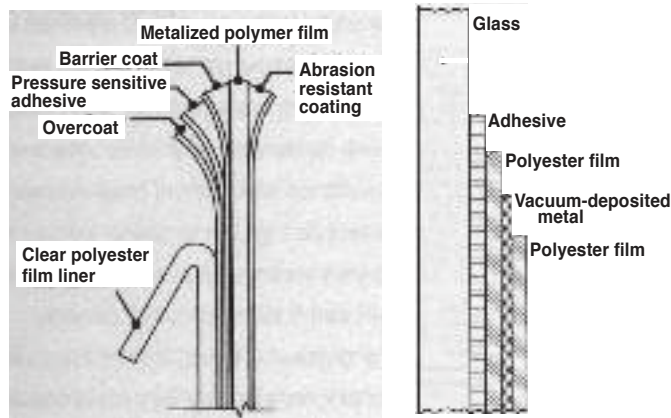 Metalized polymer film
Barrier coat
Pressure sensitive
adhesive
Overcoat
Abrasion
resistant
coating
Clear polyester
film liner
Glass
Adhesive
Polyester film
Vacuum-deposited
metal
Polyester film